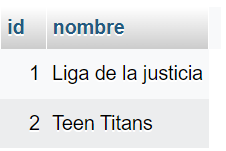 id nombre
1 Liga de la justicia
2 Teen Titans